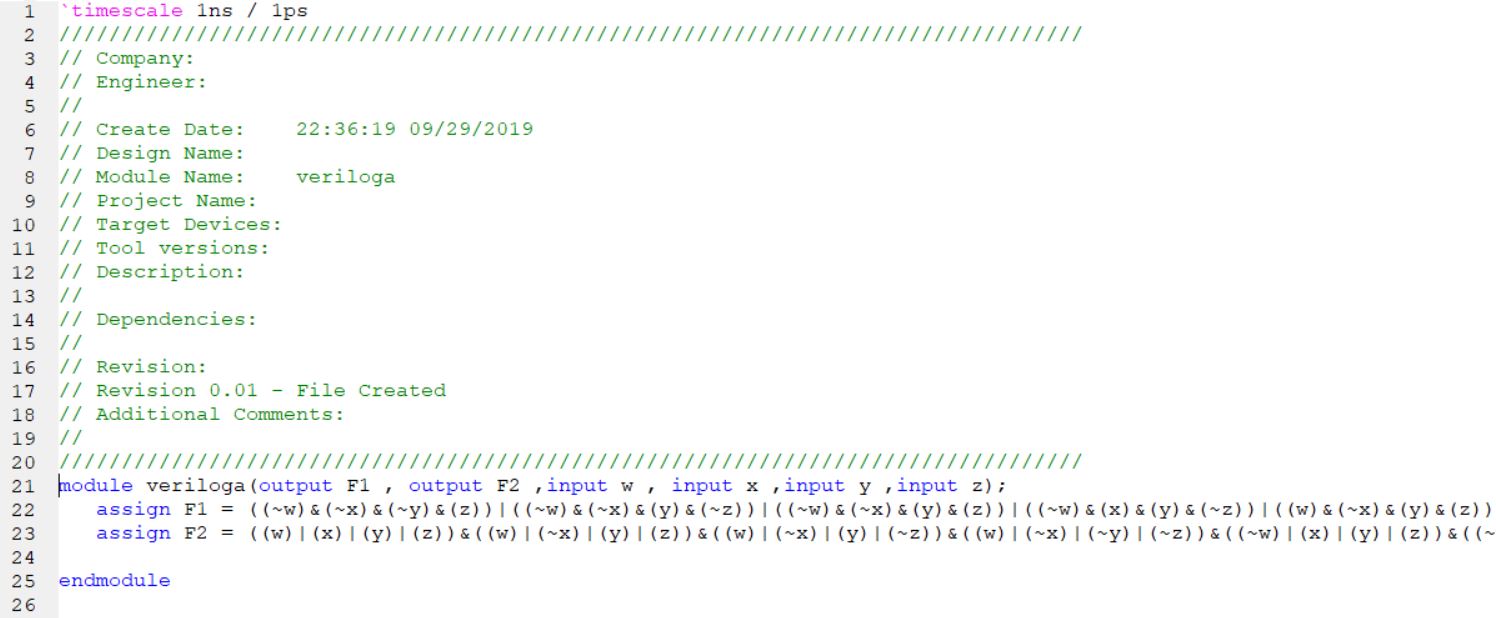 1 `timescale 1ns / 1ps
2 //////////////////////////////////////////////////////////////////////////////////
3 // Company:
4 // Engineer:
5 //
6 // Create Date:    22:36:19 09/29/2019
7 // Design Name:
8 // Module Name:    veriloga
9 // Project Name:
10 // Target Devices:
11 // Tool versions:
12 // Description:
13 //
14 // Dependencies:
15 //
16 // Revision:
17 // Revision 0.01 - File Created
18 // Additional Comments:
19 //
20 //////////////////////////////////////////////////////////////////////////////////
21 module veriloga(output F1 , output F2 ,input w , input x ,input y ,input z);
22    assign F1 = ((~w)&(~x)&(~y)&(z))|((~w)&(~x)&(y)&(~z))|((~w)&(~x)&(y)&(z))|((~w)&(x)&(y)&(~z))|((w)&(~x)&(y)&(z))
23    assign F2 = ((w)|(x)|(y)|(z))&((w)|(~x)|(y)|(z))&((w)|(~x)|(y)|(~z))&((w)|(~x)|(~y)|(~z))&((~w)|(x)|(y)|(z))&((~
24
25 endmodule
26